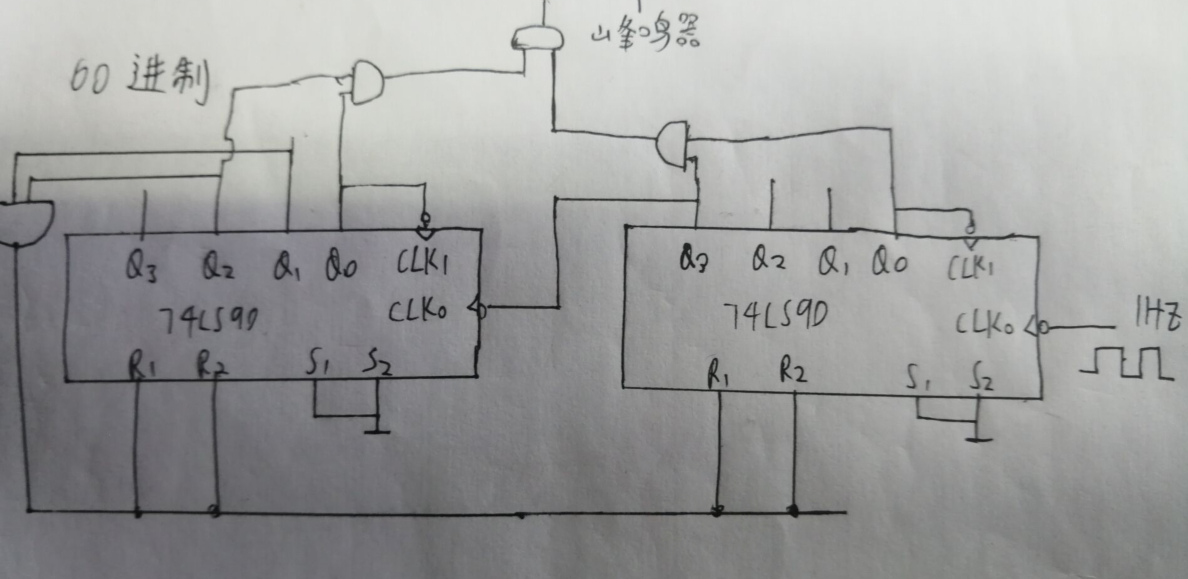 蜂鸣器
60 进制
Q3 Q2 Q1 Q0 CLK1
74LS90 CLK0
R1 R2 S1 S2
Q3 Q2 Q1 Q0 CLK1
74LS90 CLK0
R1 R2 S1 S2
1HZ